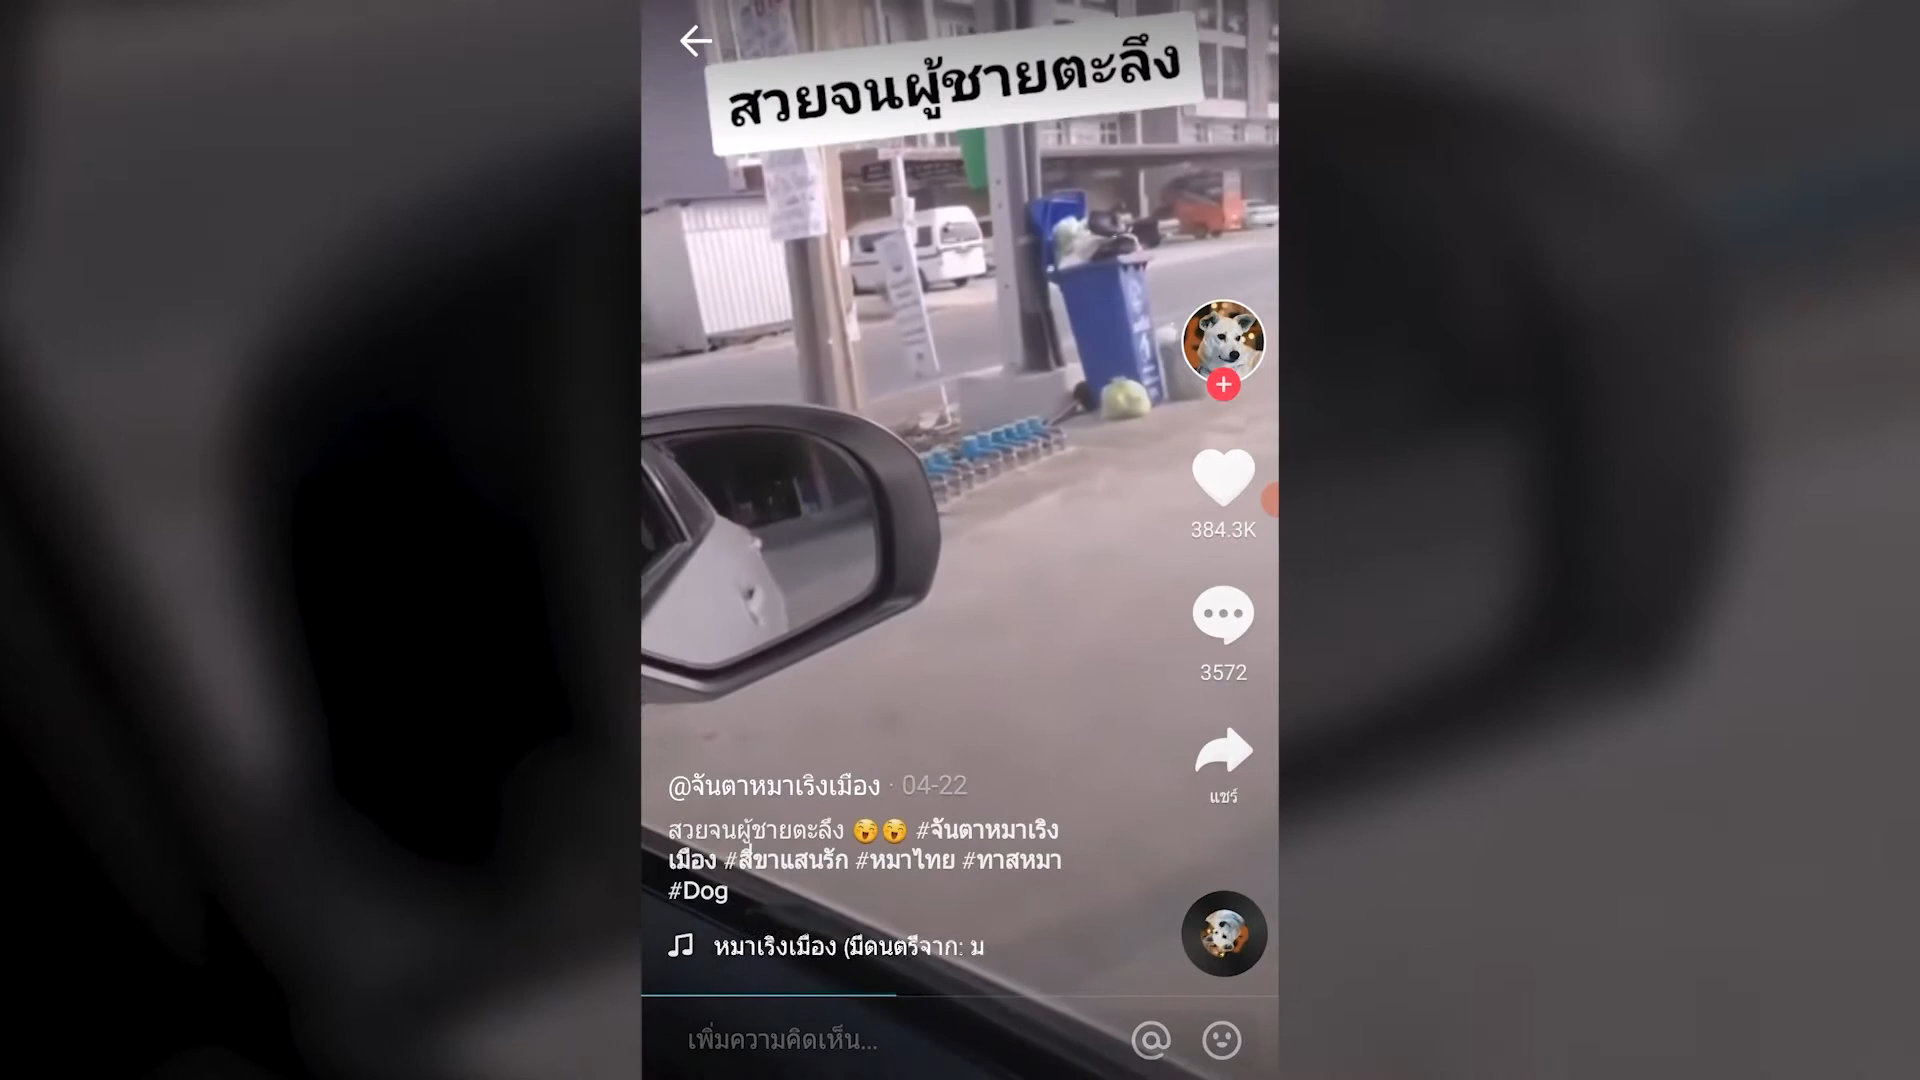 สวยจนผู้ชายตะลึง
384.3K
3572
แชร์
@จันตาหมาเริงเมือง · 04-22
สวยจนผู้ชายตะลึง 😄😄 #จันตาหมาเริง
เมือง #สี่ขาแสนรัก #หมาไทย #ทาสหมา
#Dog
หมาเริงเมือง (มีดนตรีจาก: ม
เพิ่มความคิดเห็น...